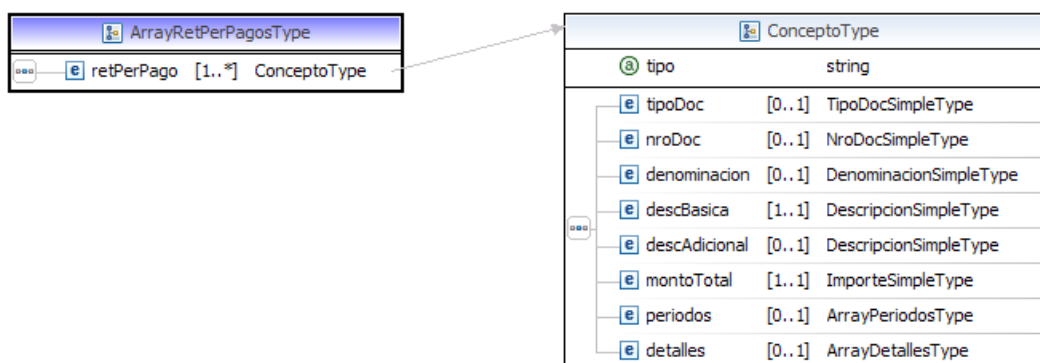 ArrayRetPerPagosType
e retPerPago [1..*] ConceptoType
ConceptoType
a tipo string
e tipoDoc [0..1] TipoDocSimpleType
e nroDoc [0..1] NroDocSimpleType
e denominacion [0..1] DenominacionSimpleType
e descBasica [1..1] DescripcionSimpleType
e descAdicional [0..1] DescripcionSimpleType
e montoTotal [1..1] ImporteSimpleType
e periodos [0..1] ArrayPeriodosType
e detalles [0..1] ArrayDetallesType